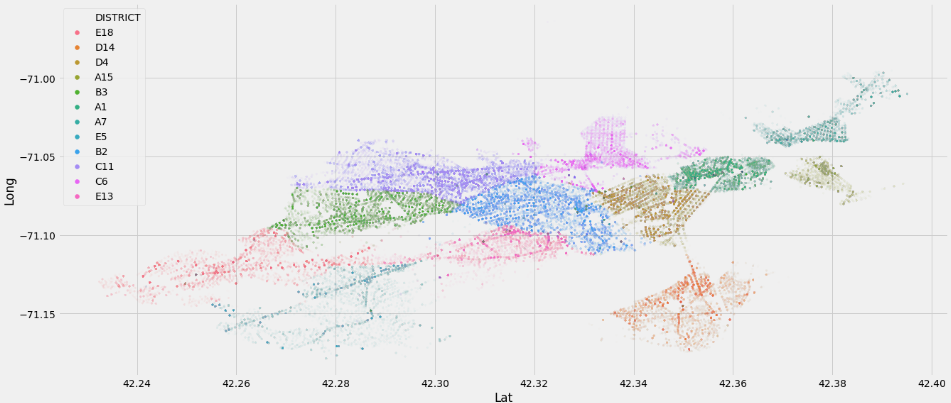 DISTRICT
E18
D14
D4
A15
B3
A1
A7
E5
B2
C11
C6
E13
Long
−71.00
−71.05
−71.10
−71.15
42.24
42.26
42.28
42.30
42.32
42.34
42.36
42.38
42.40
Lat